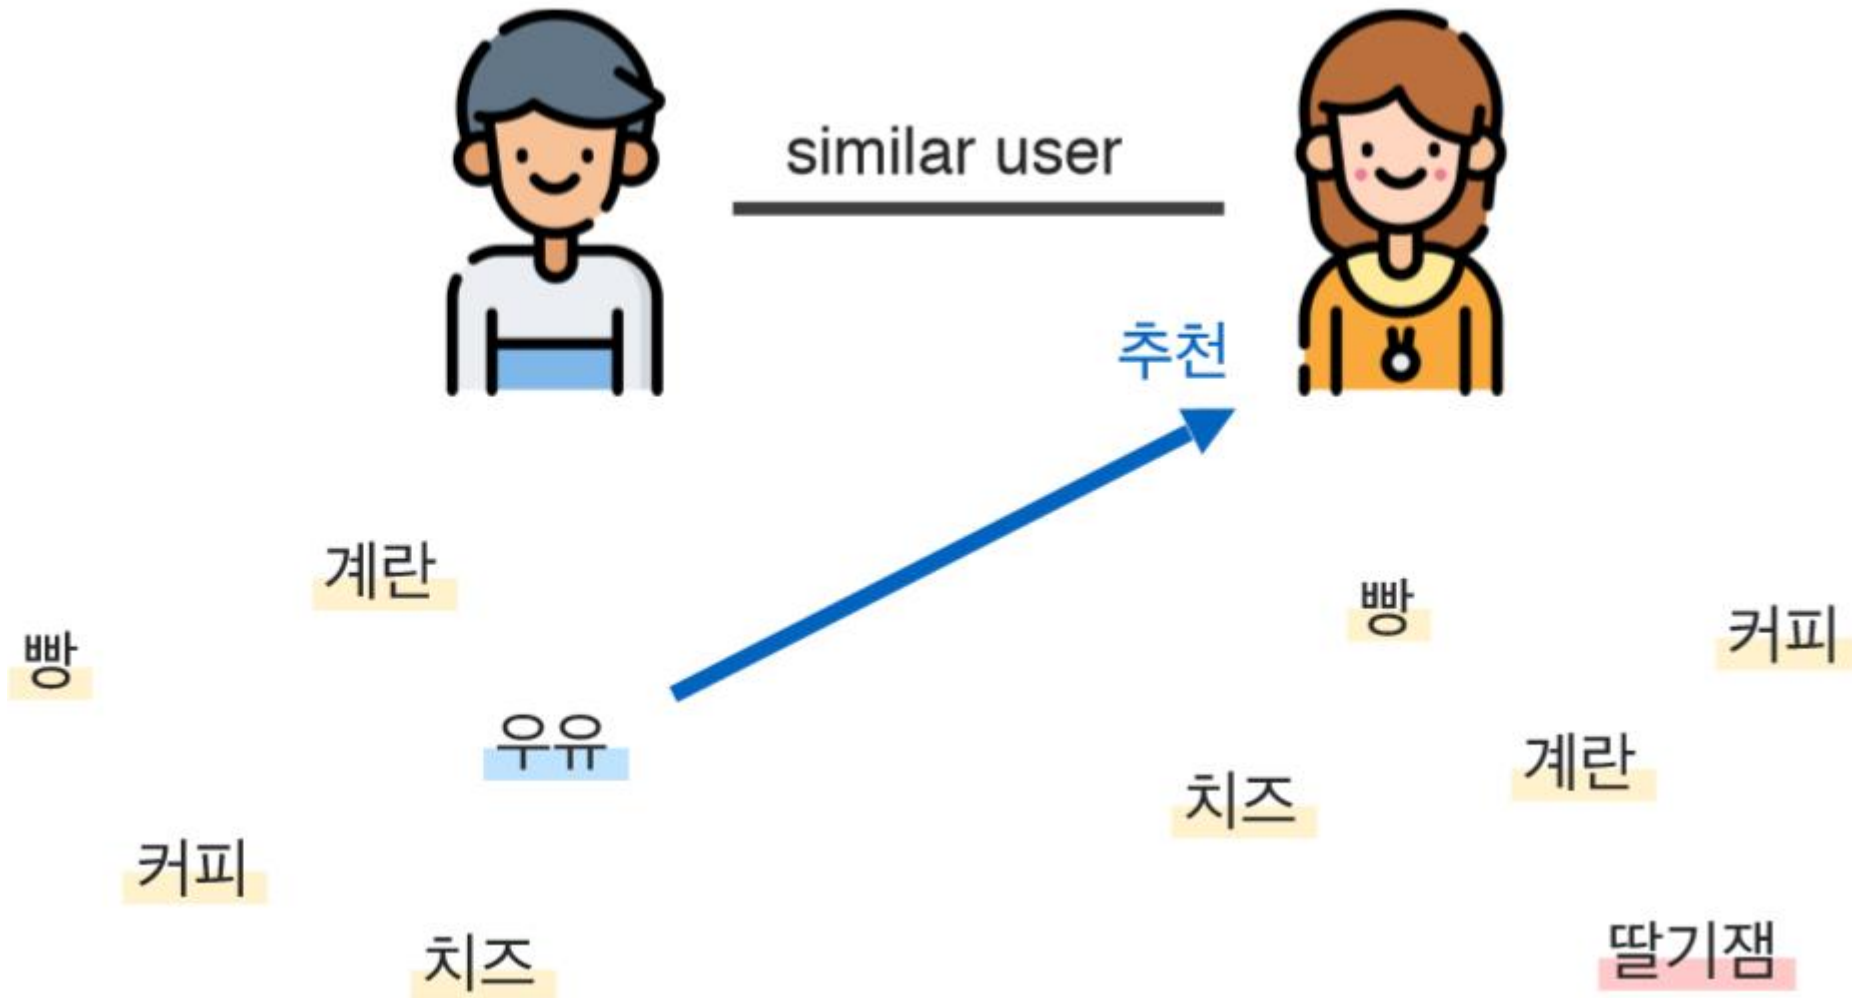 similar user
추천
계란
빵
우유
커피
치즈
빵
커피
계란
치즈
딸기잼